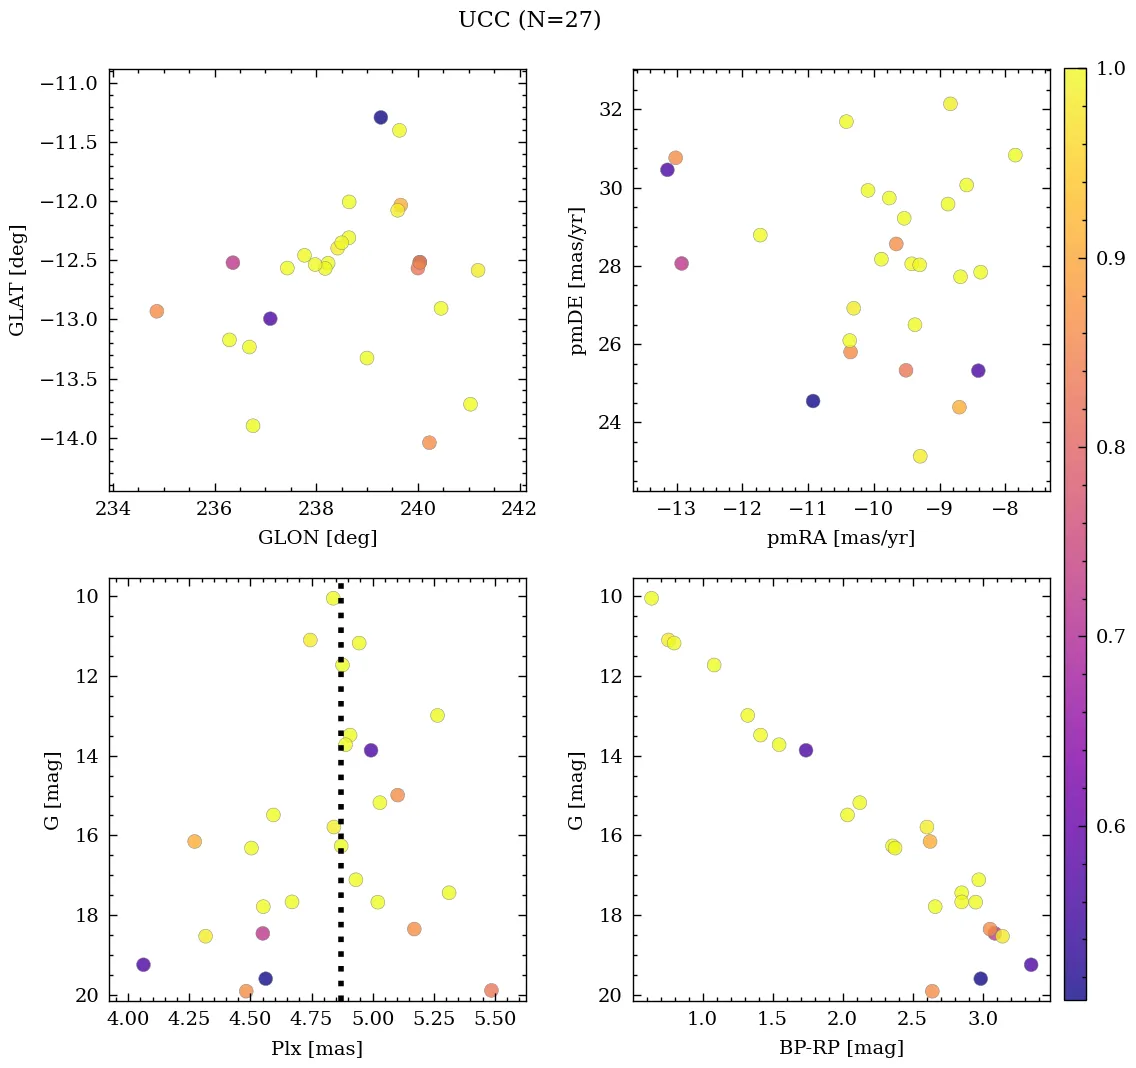 UCC (N=27)
−11.0
−11.5
−12.0
−12.5
−13.0
−13.5
−14.0
GLAT [deg]
234 236 238 240 242
GLON [deg]
32
30
28
26
24
pmDE [mas/yr]
−13 −12 −11 −10 −9 −8
pmRA [mas/yr]
10
12
14
16
18
20
G [mag]
4.00 4.25 4.50 4.75 5.00 5.25 5.50
Plx [mas]
10
12
14
16
18
20
G [mag]
1.0 1.5 2.0 2.5 3.0
BP-RP [mag]
1.0
0.9
0.8
0.7
0.6